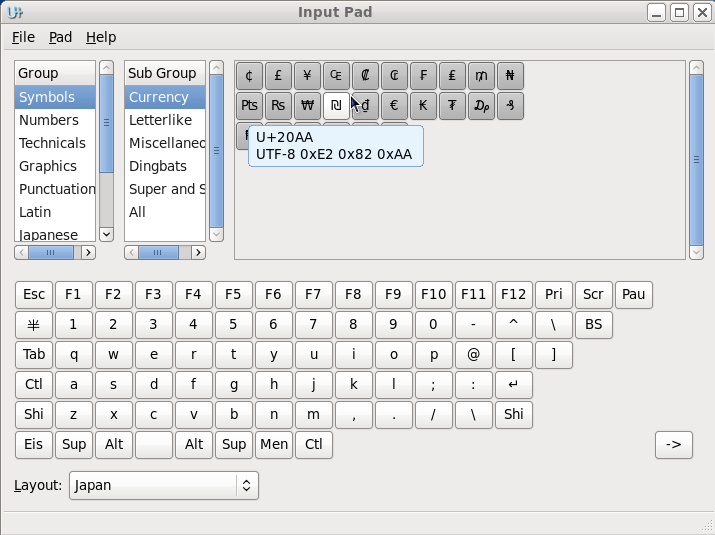 Input Pad
File Pad Help
Group Sub Group
Symbols Currency
Numbers Letterlike
Technicals Miscellaned
Graphics Dingbats
Punctuation Super and S
Latin All
Japanese
¢ £ ¥ ₠ ₡ ₢ ₣ ₤ ₥ ₦
₧ ₨ ₩ ₪ ₫ € ₭ ₮ ₯ ₰
U+20AA
UTF-8 0xE2 0x82 0xAA
Esc F1 F2 F3 F4 F5 F6 F7 F8 F9 F10 F11 F12 Pri Scr Pau
半 1 2 3 4 5 6 7 8 9 0 - ^ \ BS
Tab q w e r t y u i o p @ [ ]
Ctl a s d f g h j k l ; : ↵
Shi z x c v b n m , . / \ Shi
Eis Sup Alt Alt Sup Men Ctl ->
Layout: Japan